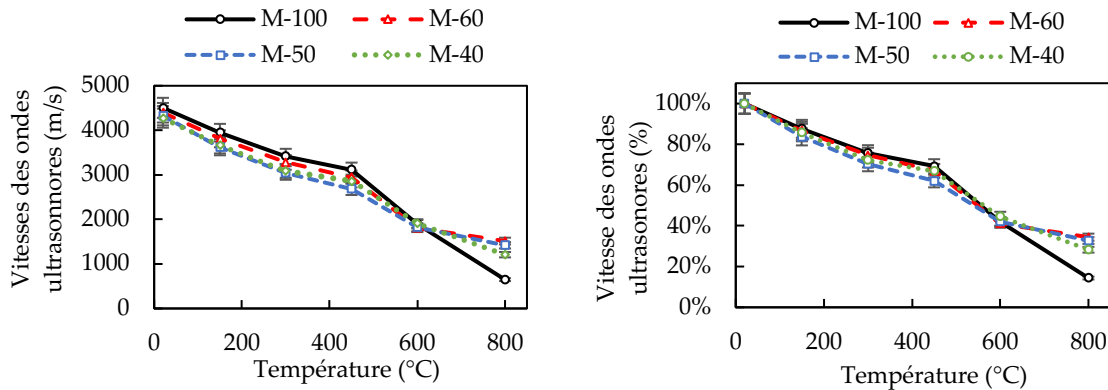 M-100
M-60
M-50
M-40
Vitesses des ondes
ultrasonnores (m/s)
5000
4000
3000
2000
1000
0
0
200
400
600
800
Température (°C)
M-100
M-60
M-50
M-40
Vitesse des ondes
ultrasonores (%)
100%
80%
60%
40%
20%
0%
0
200
400
600
800
Température (°C)